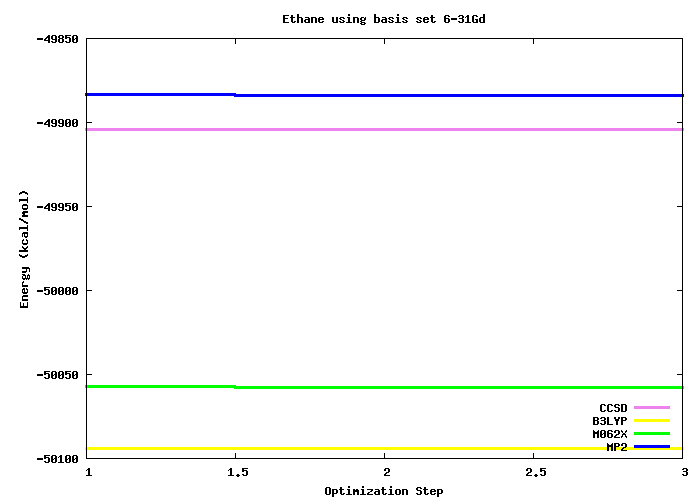 Ethane using basis set 6-31Gd
-49850
-49900
-49950
-50000
-50050
-50100
Energy (kcal/mol)
CCSD
B3LYP
M062X
MP2
1
1.5
2
2.5
3
Optimization Step